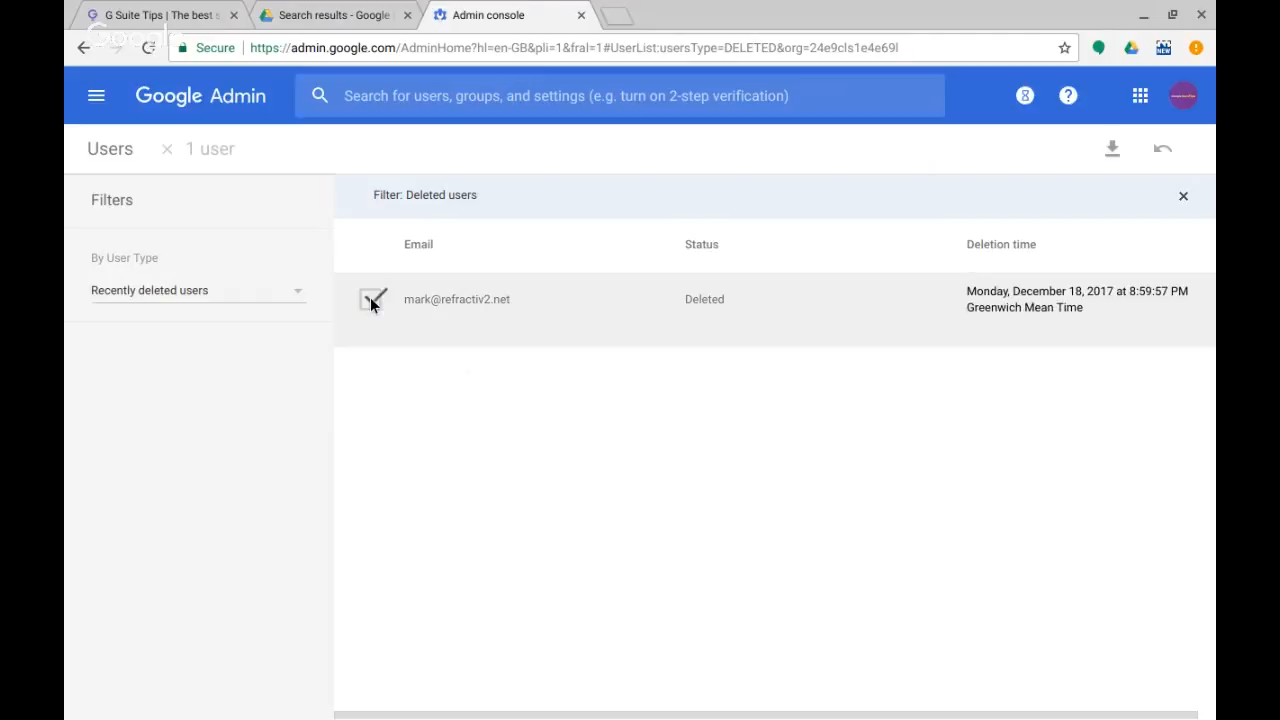 G Suite Tips | The best s
Search results - Google
Admin console
Google
Secure
https://admin.google.com/AdminHome?hl=en-GB&pli=1&fral=1#UserList:usersType=DELETED&org=24e9cls1e4e69l
NEW
Google Admin
Search for users, groups, and settings (e.g. turn on 2-step verification)
Users
1 user
Filters
Filter: Deleted users
By User Type
Recently deleted users
Email
Status
Deletion time
mark@refractiv2.net
Deleted
Monday, December 18, 2017 at 8:59:57 PM
Greenwich Mean Time